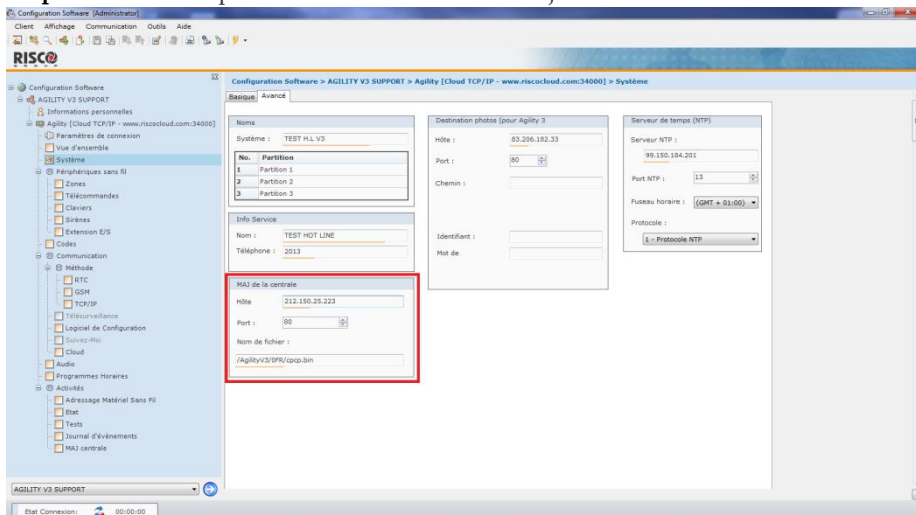 Configuration Software [Administrator]
Client Affichage Communication Outils Aide
RISCO
GROUP
Configuration Software
AGILITY V3 SUPPORT
Informations personnelles
Agility [Cloud TCP/IP - www.riscocloud.com:34000]
Paramètres de connexion
Vue d'ensemble
Système
Périphériques sans fil
Zones
Télécommandes
Claviers
Sirènes
Extension E/S
Codes
Communication
Méthode
RTC
GSM
TCP/IP
Télésurveillance
Logiciel de Configuration
Suivez-Moi
Cloud
Audio
Programmes Horaires
Activités
Adressage Matériel Sans Fil
Etat
Tests
Journal d'évènements
MAJ centrale
AGILITY V3 SUPPORT
Etat Connexion: 00:00:00
Configuration Software > AGILITY V3 SUPPORT > Agility [Cloud TCP/IP - www.riscocloud.com:34000] > Système
Basique Avancé
Noms
Système : TEST H.L V3
No. Partition
1 Partition 1
2 Partition 2
3 Partition 3
Info Service
Nom : TEST HOT LINE
Téléphone : 2013
MAJ de la centrale
Hôte 212.150.25.223
Port : 80
Nom de fichier :
/AgilityV3/0FR/cpcp.bin
Destination photos (pour Agility 3
Hôte : 83.206.182.33
Port : 80
Chemin :
Identifiant :
Mot de
Serveur de temps (NTP)
Serveur NTP :
99.150.184.201
Port NTP : 13
Fuseau horaire : (GMT + 01:00)
Protocole :
1 - Protocole NTP